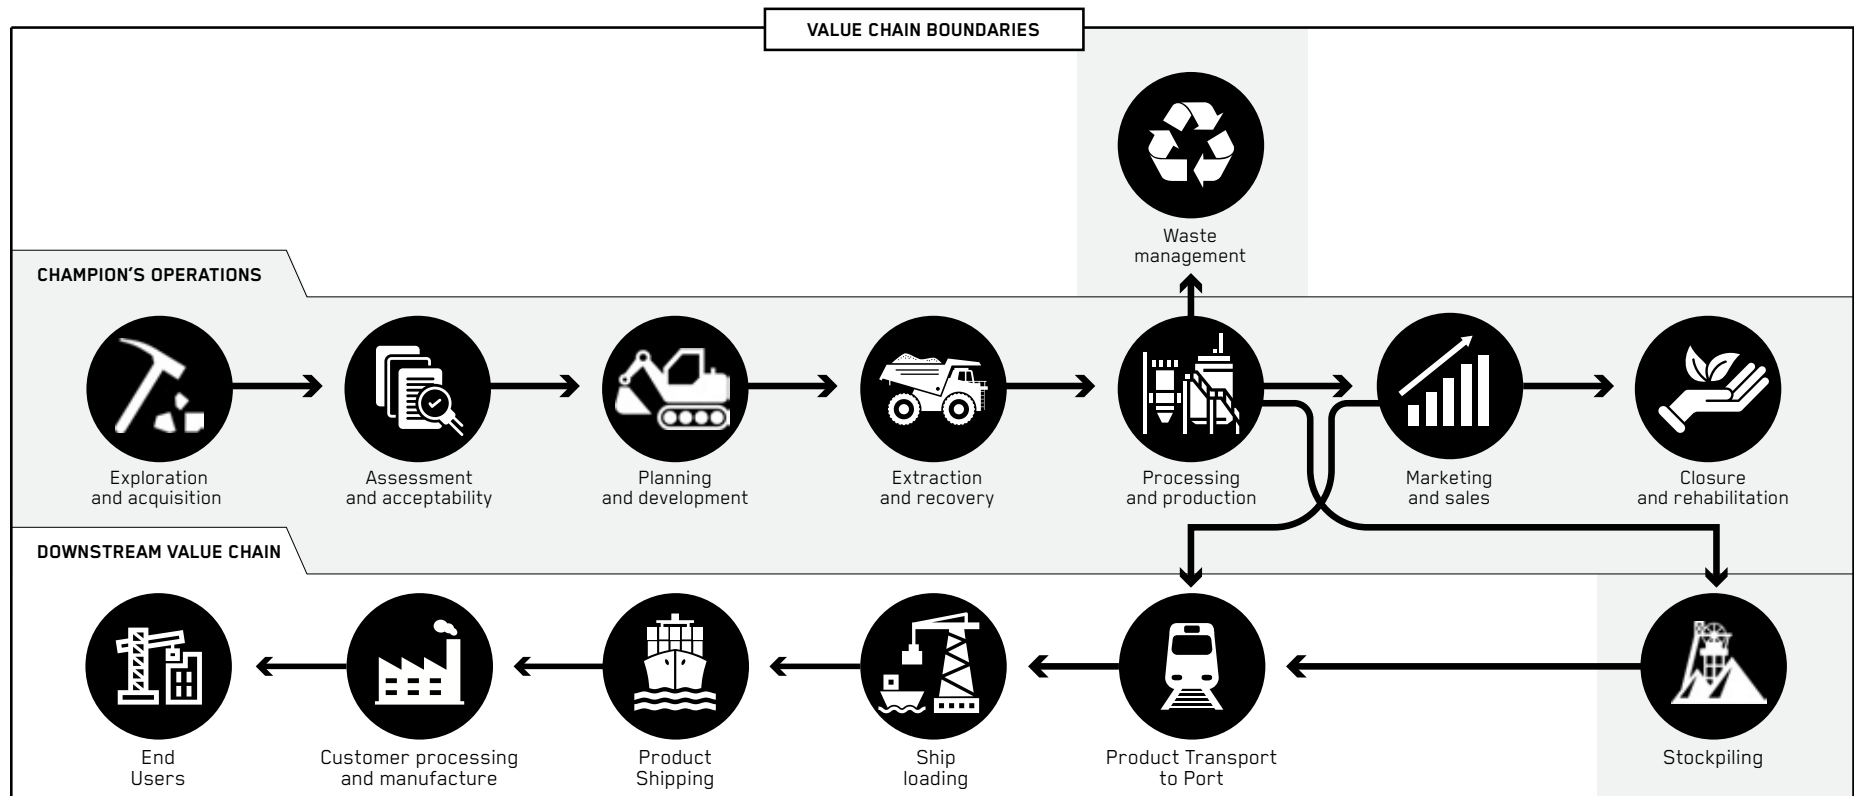 VALUE CHAIN BOUNDARIES
Waste
management
CHAMPION’S OPERATIONS
Exploration
and acquisition
Assessment
and acceptability
Planning
and development
Extraction
and recovery
Processing
and production
Marketing
and sales
Closure
and rehabilitation
DOWNSTREAM VALUE CHAIN
End
Users
Customer processing
and manufacture
Product
Shipping
Ship
loading
Product Transport
to Port
Stockpiling